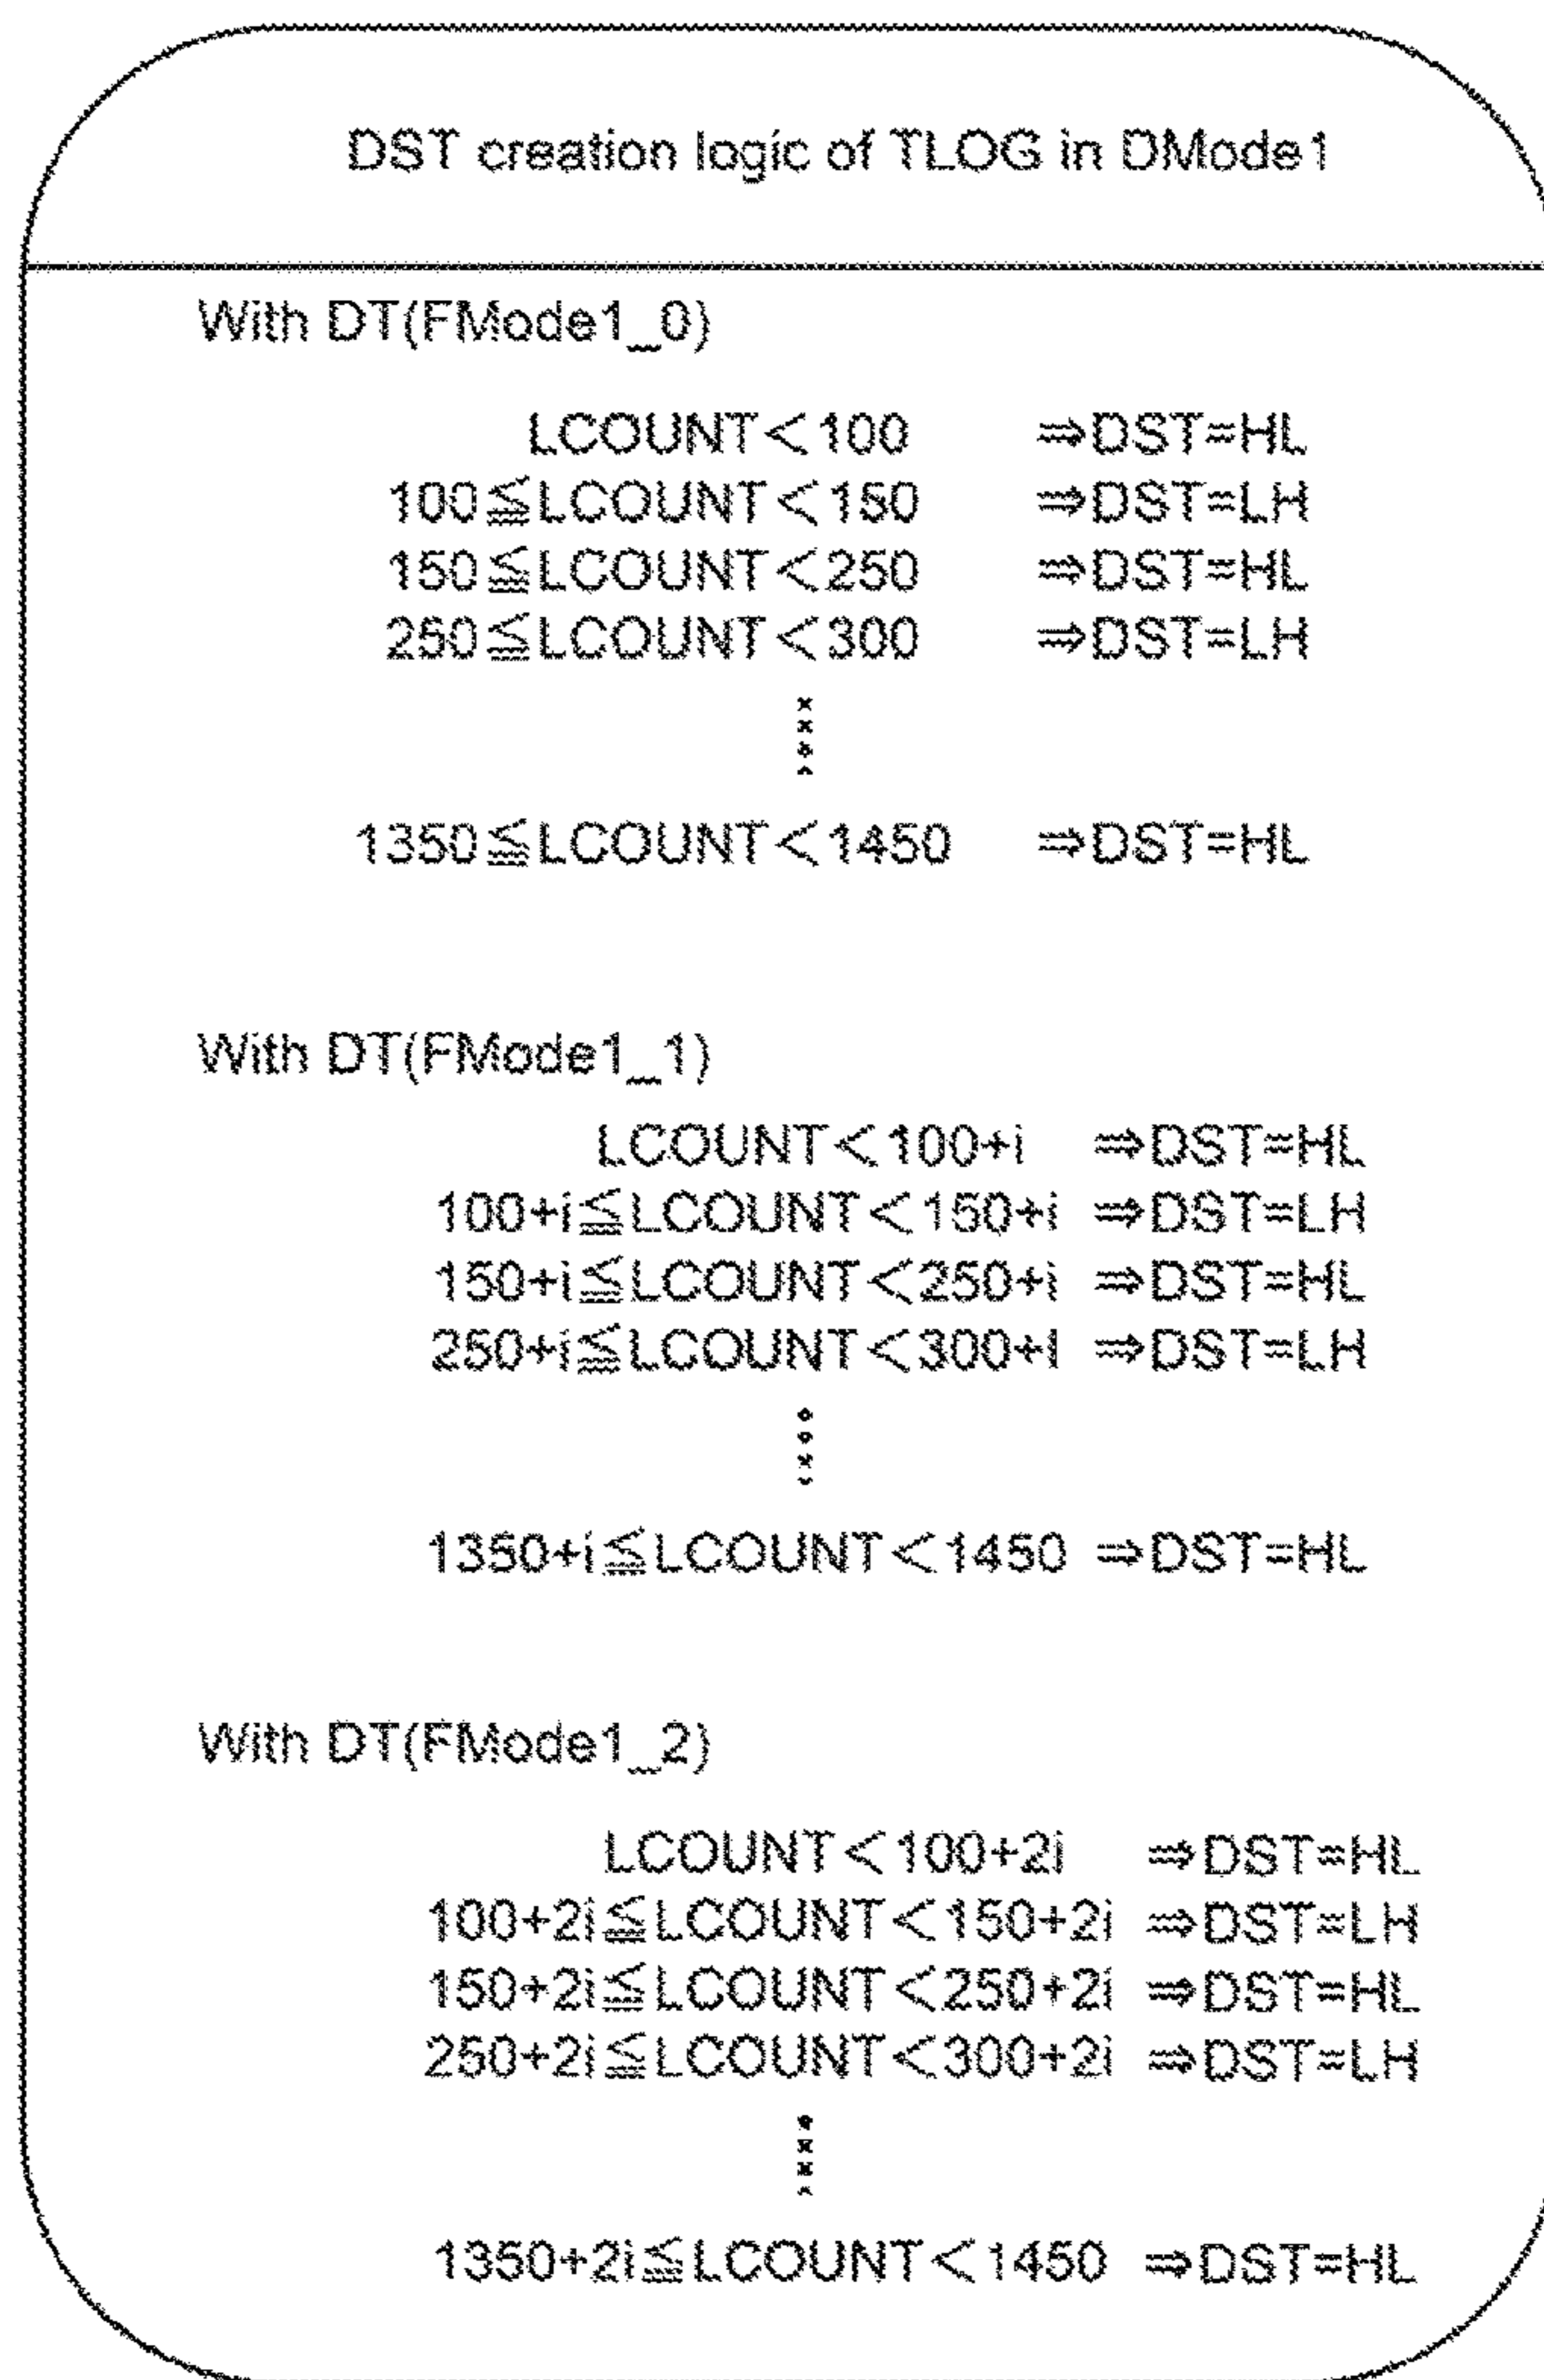 DST creation logic of TLOG in DMode1
With DT(FMode1_0)
LCOUNT<100 ⇒DST=HL
100≦LCOUNT<150 ⇒DST=LH
150≦LCOUNT<250 ⇒DST=HL
250≦LCOUNT<300 ⇒DST=LH
1350≦LCOUNT<1450 ⇒DST=HL
With DT(FMode1_1)
LCOUNT<100+i ⇒DST=HL
100+i≦LCOUNT<150+i ⇒DST=LH
150+i≦LCOUNT<250+i ⇒DST=HL
250+i≦LCOUNT<300+I ⇒DST=LH
1350+i≦LCOUNT<1450 ⇒DST=HL
With DT(FMode1_2)
LCOUNT<100+2i ⇒DST=HL
100+2i≦LCOUNT<150+2i ⇒DST=LH
150+2i≦LCOUNT<250+2i ⇒DST=HL
250+2i≦LCOUNT<300+2i ⇒DST=LH
1350+2i≦LCOUNT<1450 ⇒DST=HL